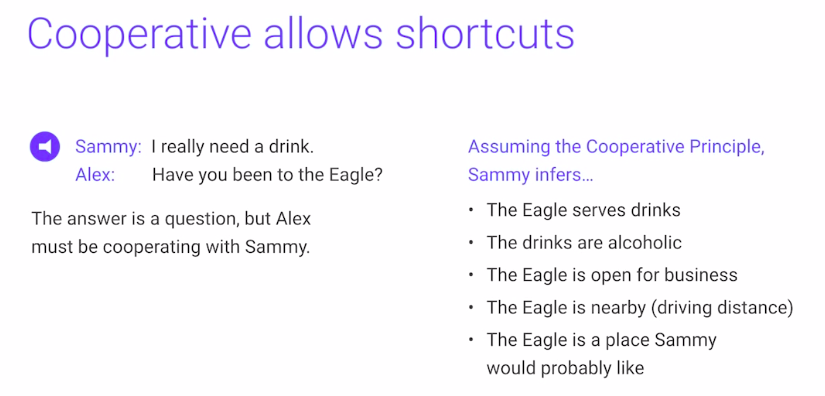 Cooperative allows shortcuts
Sammy: I really need a drink.
Alex: Have you been to the Eagle?
The answer is a question, but Alex
must be cooperating with Sammy.
Assuming the Cooperative Principle,
Sammy infers...
• The Eagle serves drinks
• The drinks are alcoholic
• The Eagle is open for business
• The Eagle is nearby (driving distance)
• The Eagle is a place Sammy
would probably like